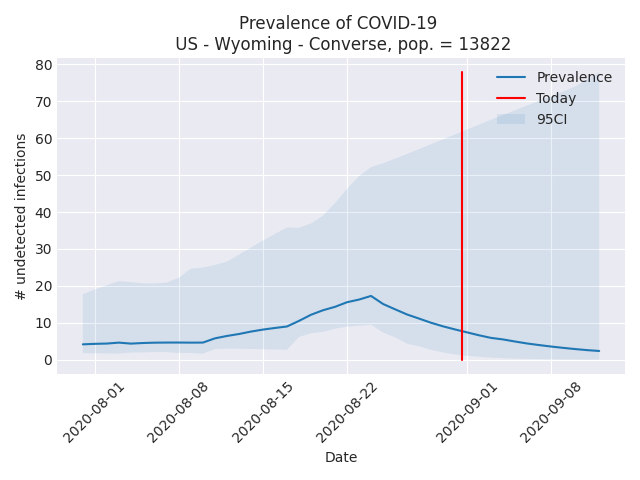 Prevalence of COVID-19
US - Wyoming - Converse, pop. = 13822
# undetected infections
80
70
60
50
40
30
20
10
0
Prevalence
Today
95CI
2020-08-01
2020-08-08
2020-08-15
2020-08-22
2020-09-01
2020-09-08
Date